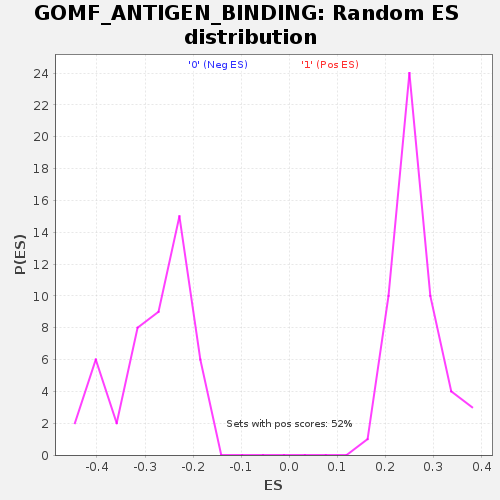 GOMF_ANTIGEN_BINDING: Random ES
distribution
'0' (Neg ES) '1' (Pos ES)
24
22
20
18
16
14
12
10
8
6
4
2
0
P(ES)
Sets with pos scores: 52%
-0.4 -0.3 -0.2 -0.1 0.0 0.1 0.2 0.3 0.4
ES